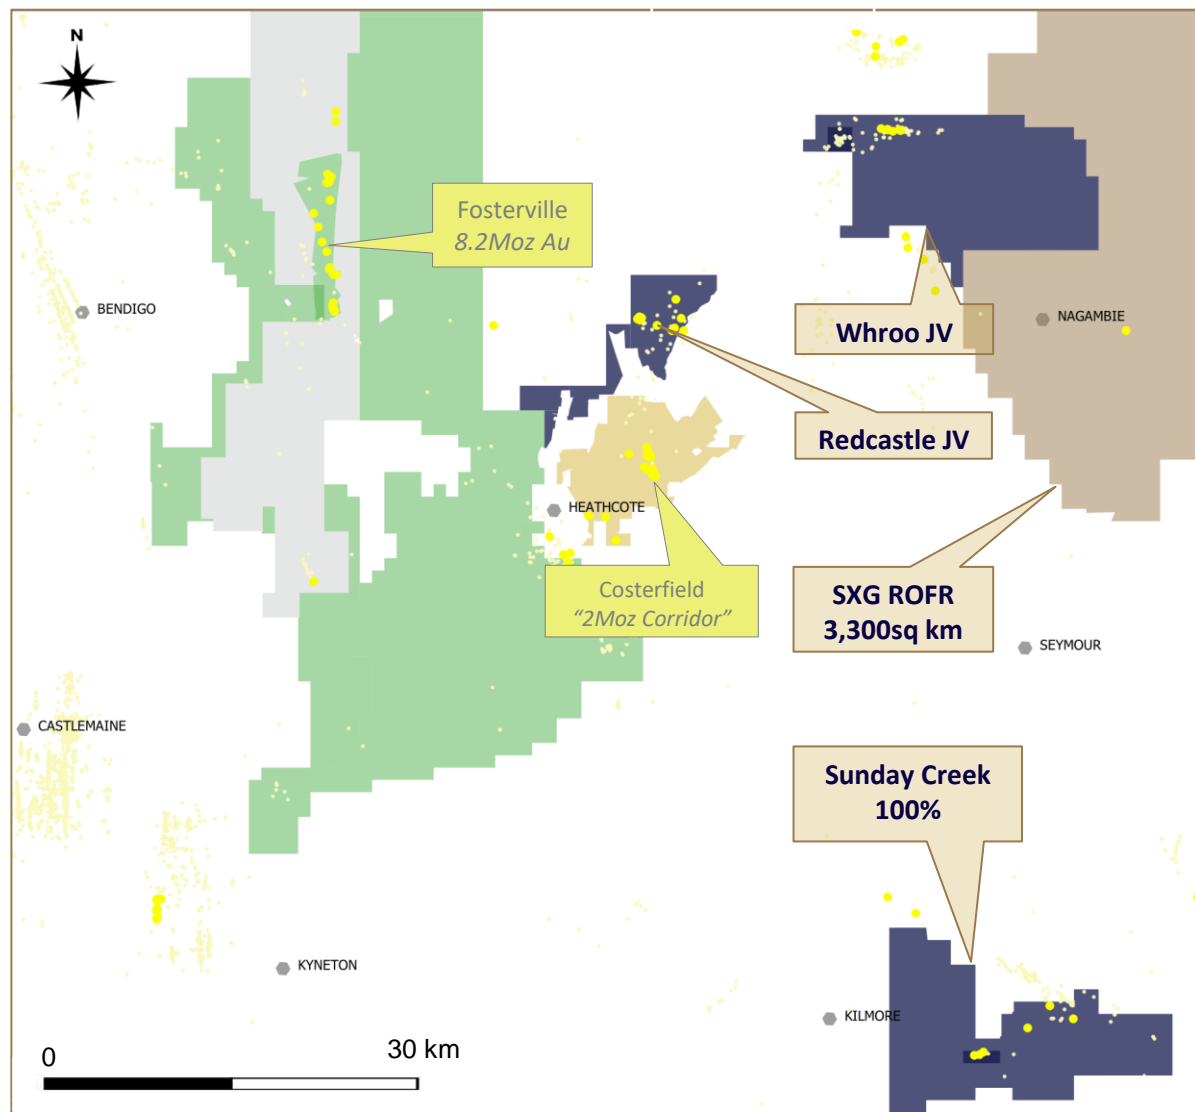 N
Fosterville
8.2Moz Au
BENDIGO
NAGAMBIE
Whroo JV
Redcastle JV
HEATHCOTE
Costerfield
“2Moz Corridor”
SXG ROFR
3,300sq km
SEYMOUR
CASTLEMAINE
Sunday Creek
100%
KYNETON
KILMORE
0
30 km